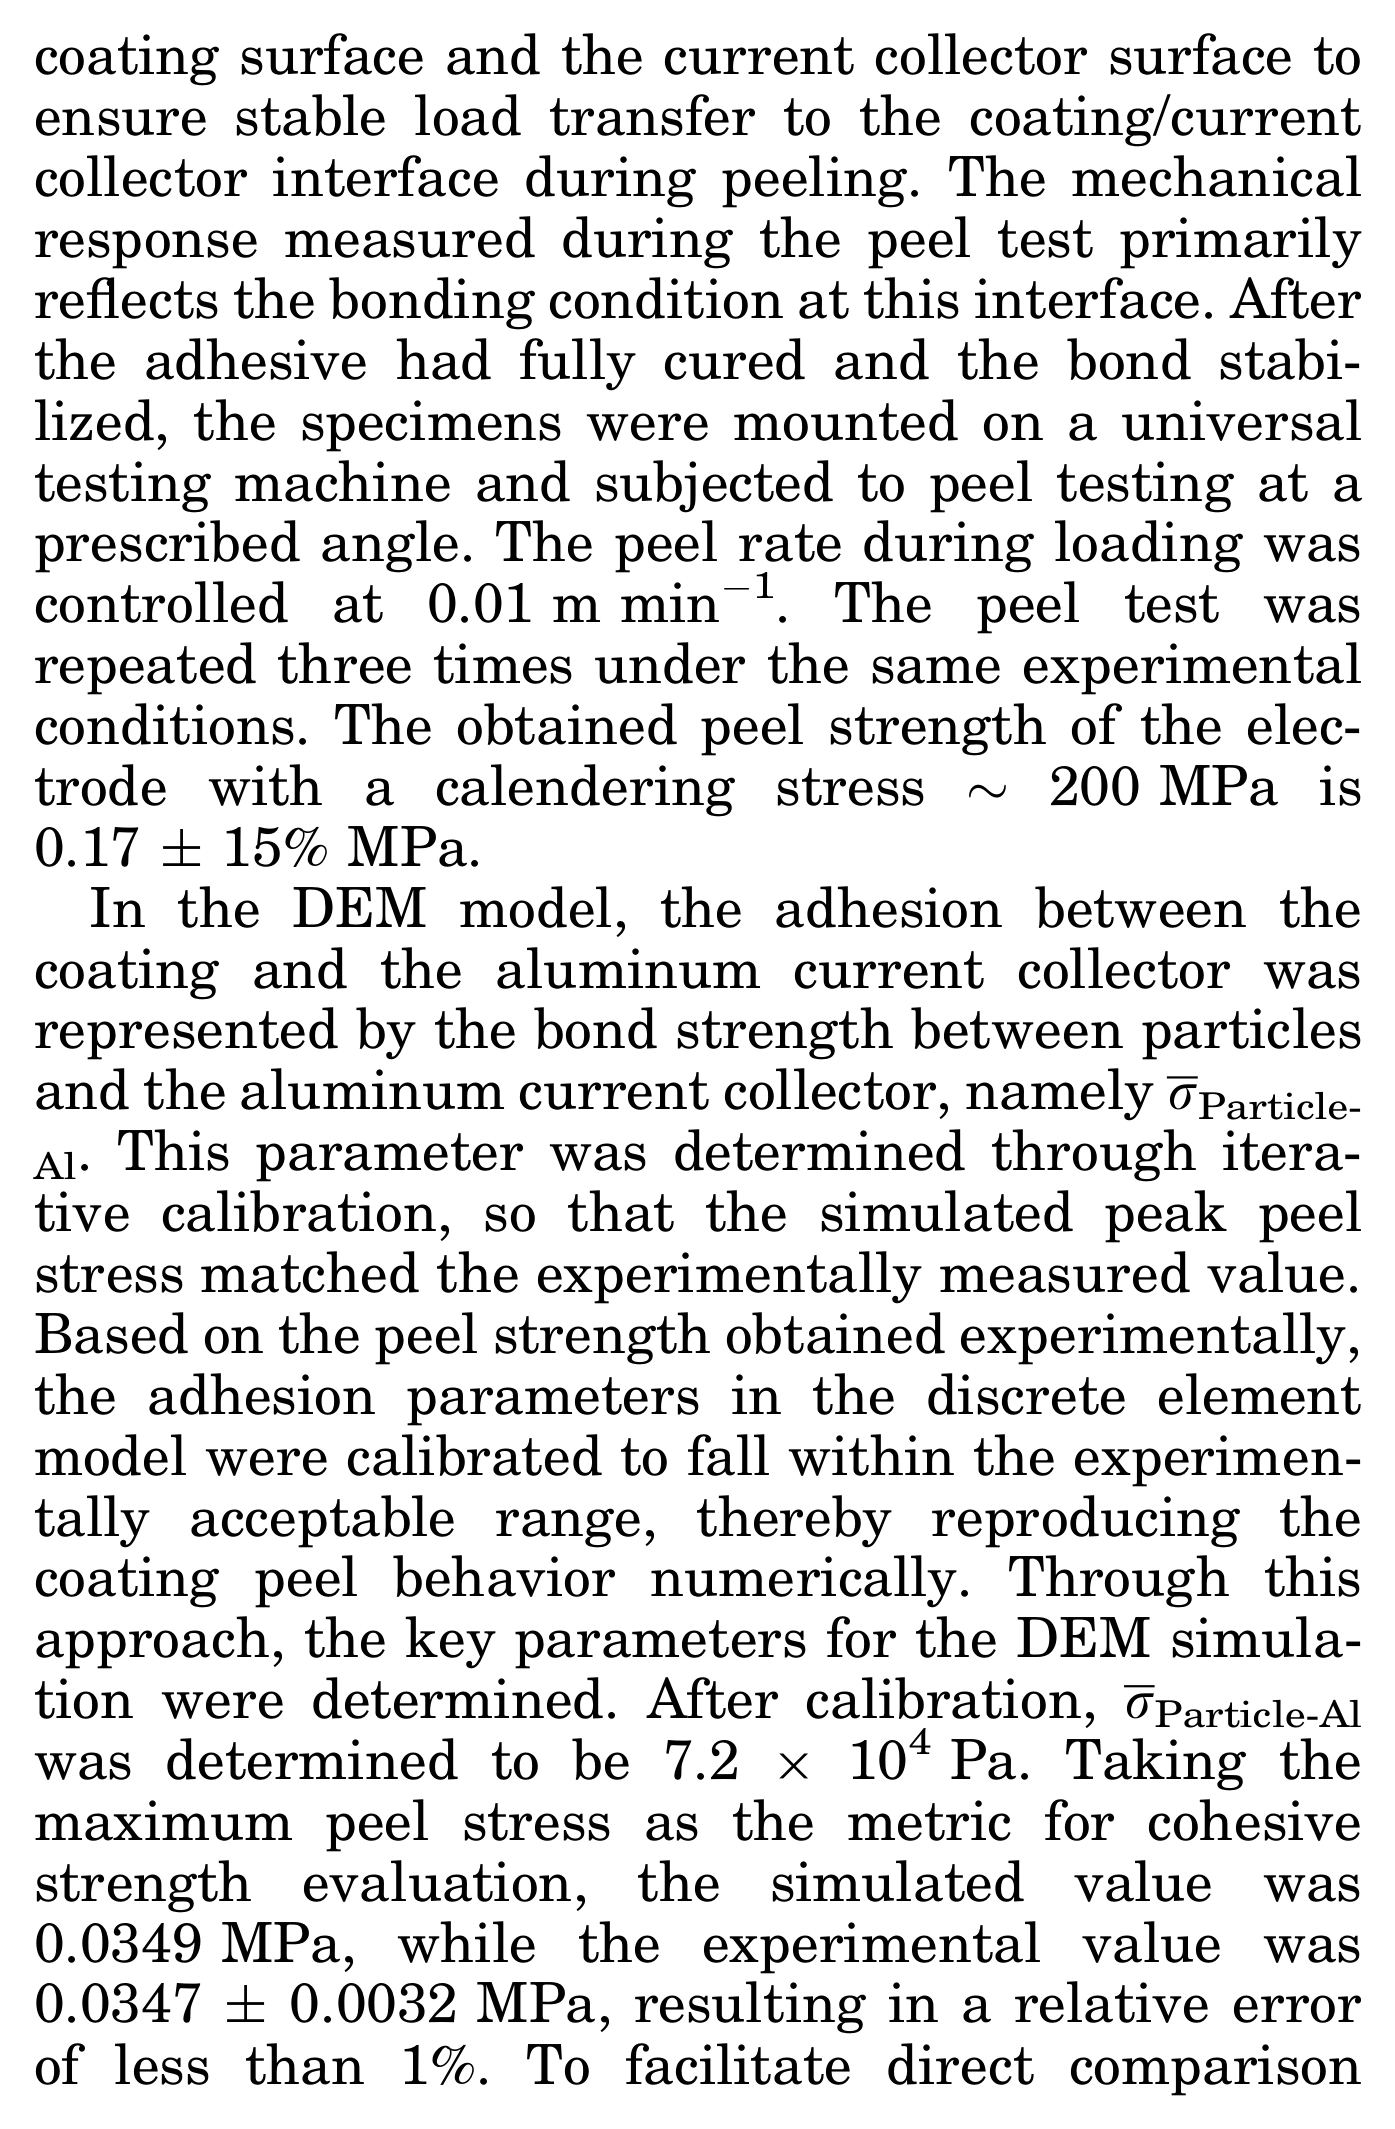 coating surface and the current collector surface to
ensure stable load transfer to the coating/current
collector interface during peeling. The mechanical
response measured during the peel test primarily
reflects the bonding condition at this interface. After
the adhesive had fully cured and the bond stabi-
lized, the specimens were mounted on a universal
testing machine and subjected to peel testing at a
prescribed angle. The peel rate during loading was
controlled at 0.01 m min⁻¹. The peel test was
repeated three times under the same experimental
conditions. The obtained peel strength of the elec-
trode with a calendering stress ∼ 200 MPa is
0.17 ± 15% MPa.
In the DEM model, the adhesion between the
coating and the aluminum current collector was
represented by the bond strength between particles
and the aluminum current collector, namely σ̅Particle-
Al. This parameter was determined through itera-
tive calibration, so that the simulated peak peel
stress matched the experimentally measured value.
Based on the peel strength obtained experimentally,
the adhesion parameters in the discrete element
model were calibrated to fall within the experimen-
tally acceptable range, thereby reproducing the
coating peel behavior numerically. Through this
approach, the key parameters for the DEM simula-
tion were determined. After calibration, σ̅Particle-Al
was determined to be 7.2 × 10⁴ Pa. Taking the
maximum peel stress as the metric for cohesive
strength evaluation, the simulated value was
0.0349 MPa, while the experimental value was
0.0347 ± 0.0032 MPa, resulting in a relative error
of less than 1%. To facilitate direct comparison